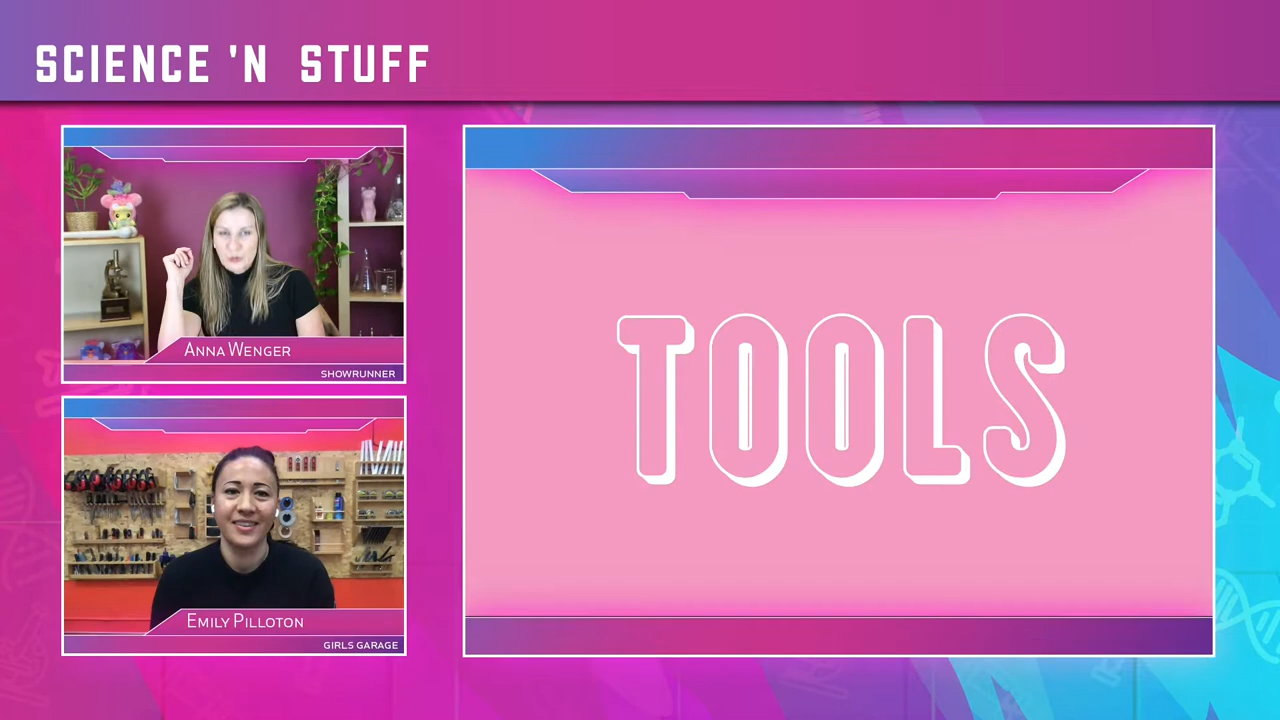 SCIENCE 'N STUFF
ANNA WENGER
SHOWRUNNER
EMILY PILLOTON
GIRLS GARAGE
TOOLS